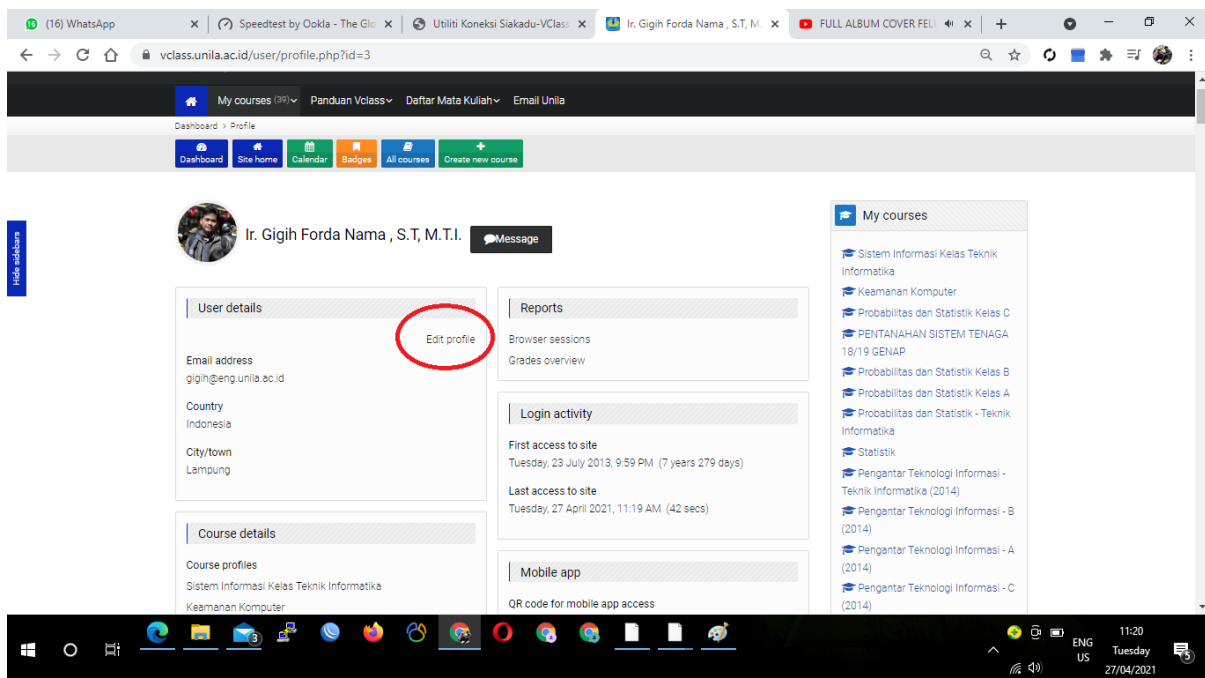 (16) WhatsApp
Speedtest by Ookla - The Glo
Utiliti Koneksi Siakadu-VClass
Ir. Gigih Forda Nama , S.T, M.
FULL ALBUM COVER FELI
vclass.unila.ac.id/user/profile.php?id=3
My courses (39)
Panduan Vclass
Daftar Mata Kuliah
Email Unila
Dashboard > Profile
Dashboard
Site home
Calendar
Badges
All courses
Create new course
Hide sidebars
Ir. Gigih Forda Nama , S.T, M.T.I.
Message
User details
Edit profile
Email address
gigih@eng.unila.ac.id
Country
Indonesia
City/town
Lampung
Course details
Course profiles
Sistem Informasi Kelas Teknik Informatika
Keamanan Komputer
Reports
Browser sessions
Grades overview
Login activity
First access to site
Tuesday, 23 July 2013, 9:59 PM (7 years 279 days)
Last access to site
Tuesday, 27 April 2021, 11:19 AM (42 secs)
Mobile app
QR code for mobile app access
My courses
Sistem Informasi Kelas Teknik
Informatika
Keamanan Komputer
Probabilitas dan Statistik Kelas C
PENTANAHAN SISTEM TENAGA
18/19 GENAP
Probabilitas dan Statistik Kelas B
Probabilitas dan Statistik Kelas A
Probabilitas dan Statistik - Teknik
Informatika
Statistik
Pengantar Teknologi Informasi -
Teknik Informatika (2014)
Pengantar Teknologi Informasi - B
(2014)
Pengantar Teknologi Informasi - A
(2014)
Pengantar Teknologi Informasi - C
(2014)
3
ENG
US
11:20
Tuesday
27/04/2021
5